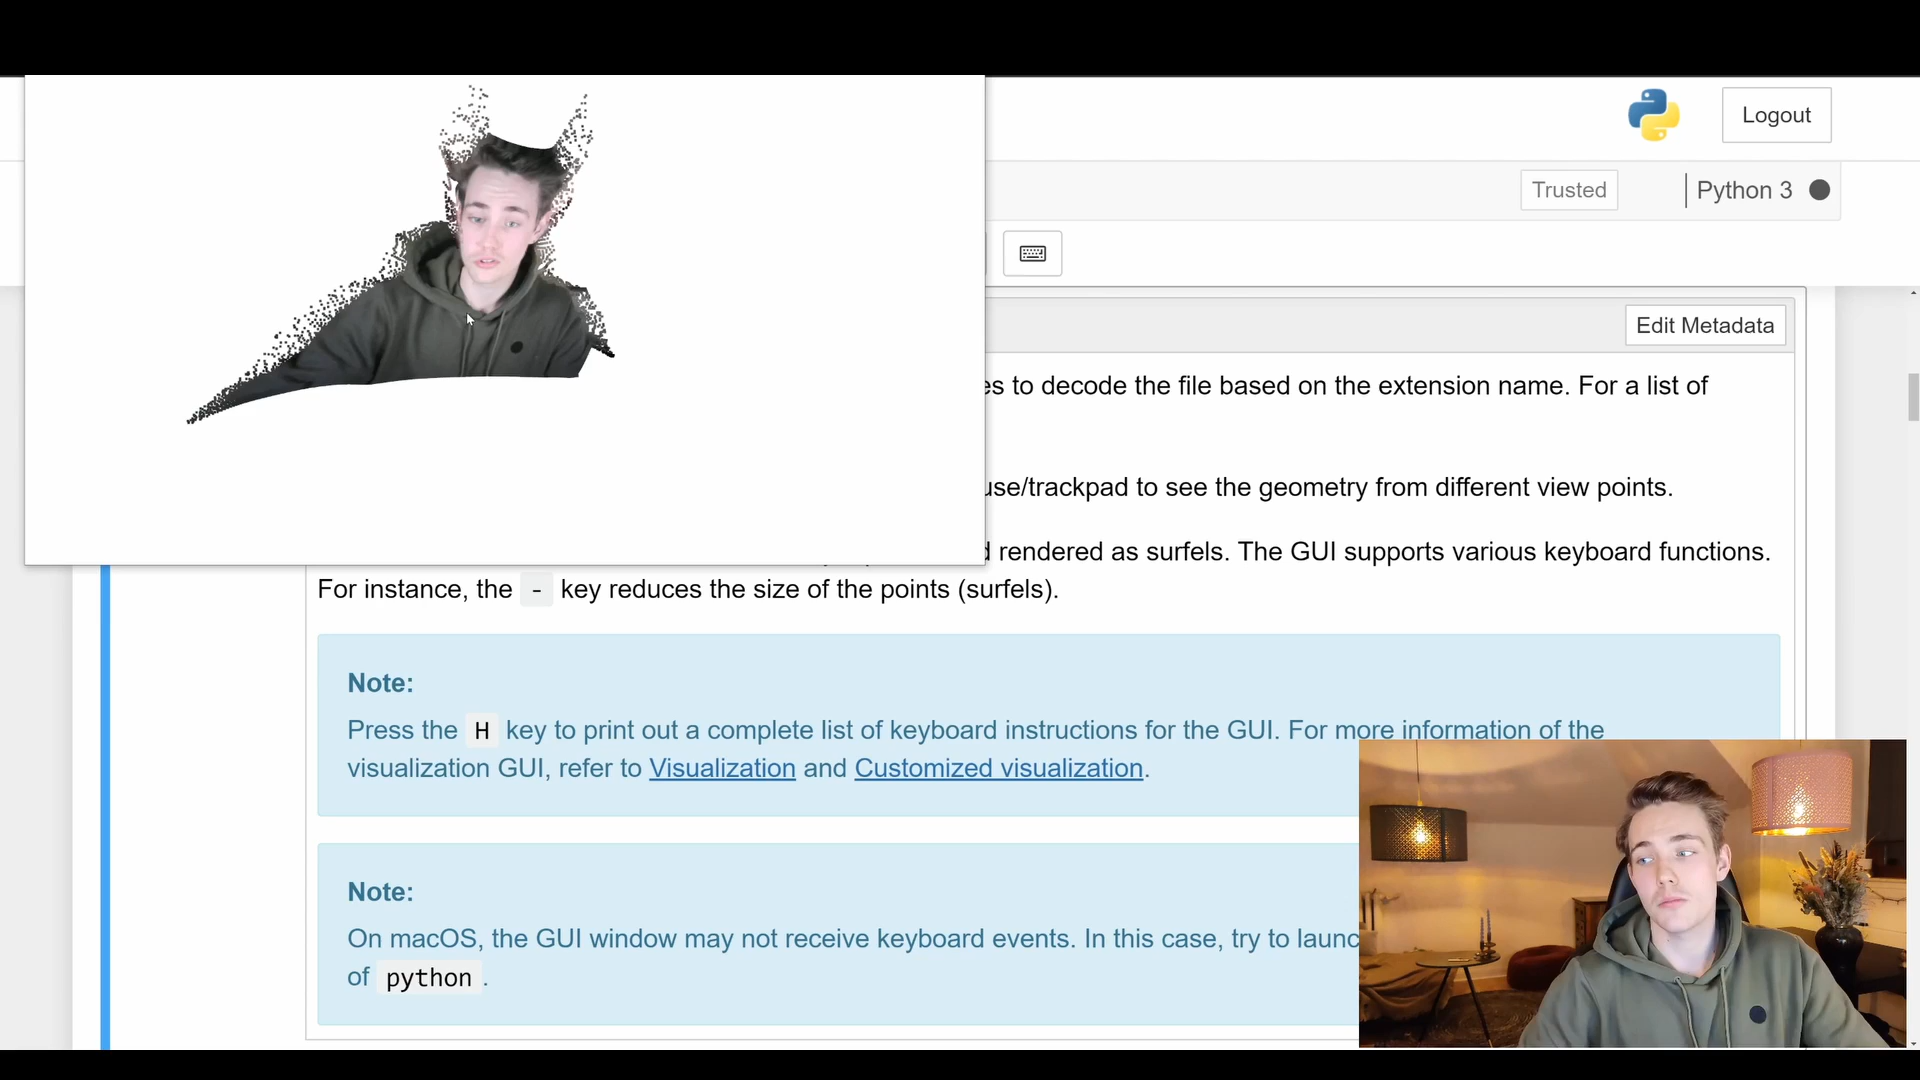 Logout
Trusted
Python 3
Edit Metadata
to decode the file based on the extension name. For a list of
use/trackpad to see the geometry from different view points.
rendered as surfels. The GUI supports various keyboard functions.
For instance, the - key reduces the size of the points (surfels).
Note:
Press the H key to print out a complete list of keyboard instructions for the GUI. For more information of the
visualization GUI, refer to Visualization and Customized visualization.
Note:
On macOS, the GUI window may not receive keyboard events. In this case, try to launc
of python .